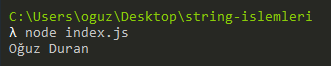 C:\Users\oguz\Desktop\string-islemleri
λ node index.js
Oğuz Duran